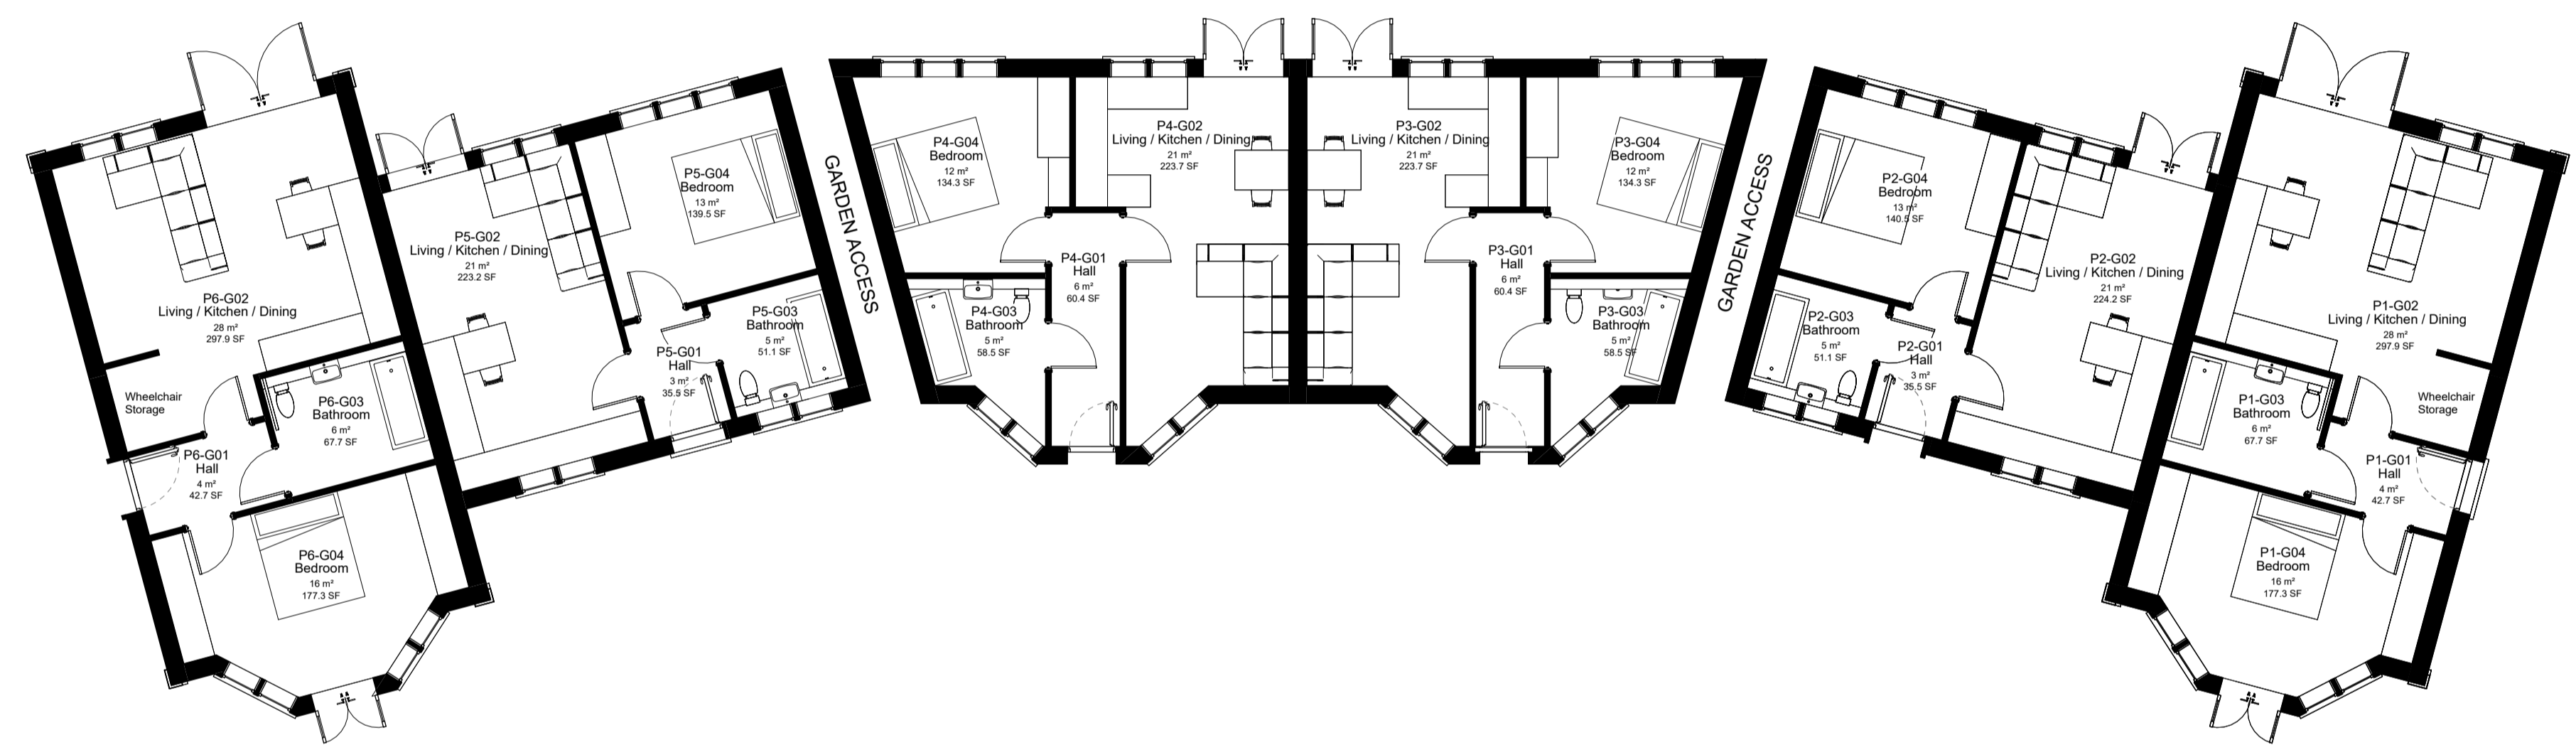 P6-G02
Living / Kitchen / Dining
28 m²
297.9 SF
Wheelchair
Storage
P6-G03
Bathroom
6 m²
67.7 SF
P6-G01
Hall
4 m²
42.7 SF
P6-G04
Bedroom
16 m²
177.3 SF
P5-G02
Living / Kitchen / Dining
21 m²
223.2 SF
P5-G04
Bedroom
13 m²
139.5 SF
P5-G03
Bathroom
5 m²
51.1 SF
P5-G01
Hall
3 m²
35.5 SF
GARDEN ACCESS
P4-G04
Bedroom
12 m²
134.3 SF
P4-G02
Living / Kitchen / Dining
21 m²
223.7 SF
P4-G01
Hall
6 m²
60.4 SF
P4-G03
Bathroom
5 m²
58.5 SF
P3-G02
Living / Kitchen / Dining
21 m²
223.7 SF
P3-G04
Bedroom
12 m²
134.3 SF
P3-G01
Hall
6 m²
60.4 SF
P3-G03
Bathroom
5 m²
58.5 SF
GARDEN ACCESS
P2-G04
Bedroom
13 m²
140.5 SF
P2-G02
Living / Kitchen / Dining
21 m²
224.2 SF
P2-G03
Bathroom
5 m²
51.1 SF
P2-G01
Hall
3 m²
35.5 SF
P1-G02
Living / Kitchen / Dining
28 m²
297.9 SF
Wheelchair
Storage
P1-G03
Bathroom
6 m²
67.7 SF
P1-G01
Hall
4 m²
42.7 SF
P1-G04
Bedroom
16 m²
177.3 SF